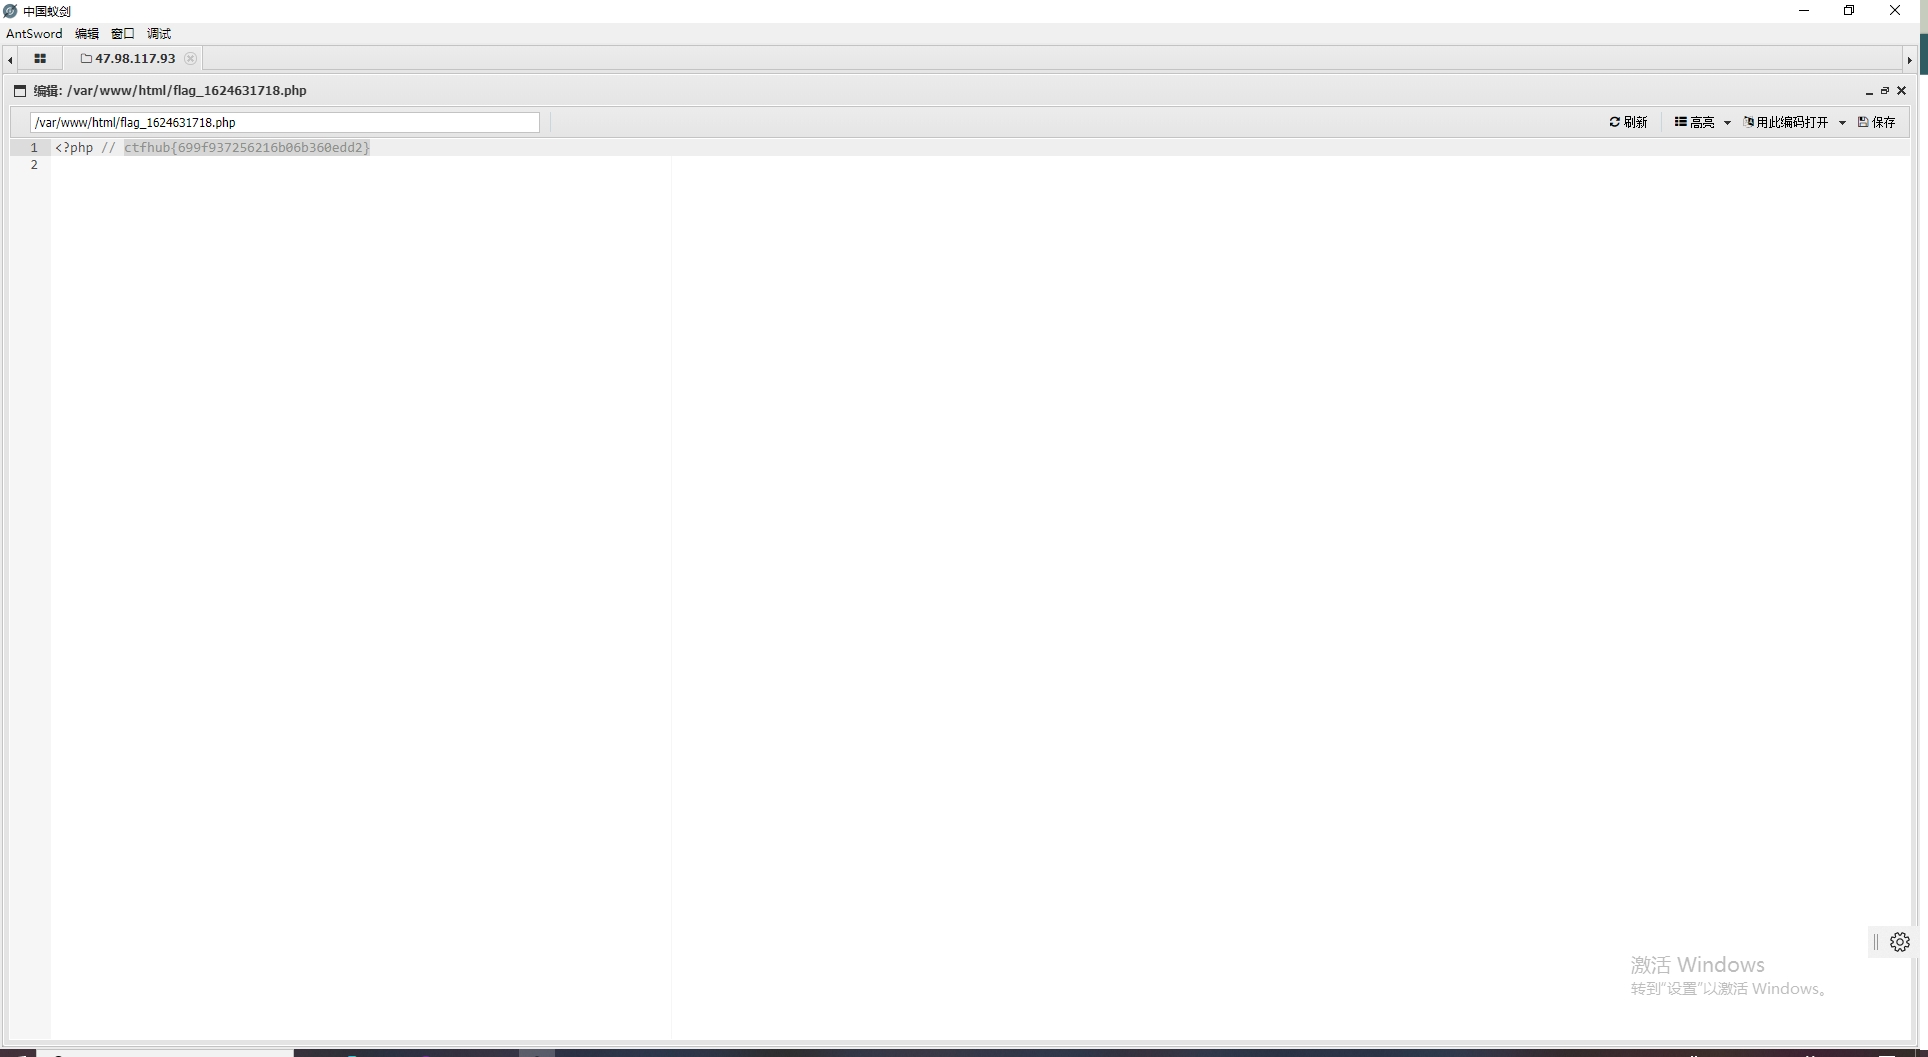 中国蚁剑
AntSword 编辑 窗口 调试
47.98.117.93
编辑: /var/www/html/flag_1624631718.php
/var/www/html/flag_1624631718.php
刷新 高亮 用此编码打开 保存
1 <?php // ctfhub{699f937256216b06b360edd2}
2
激活 Windows
转到“设置”以激活 Windows。